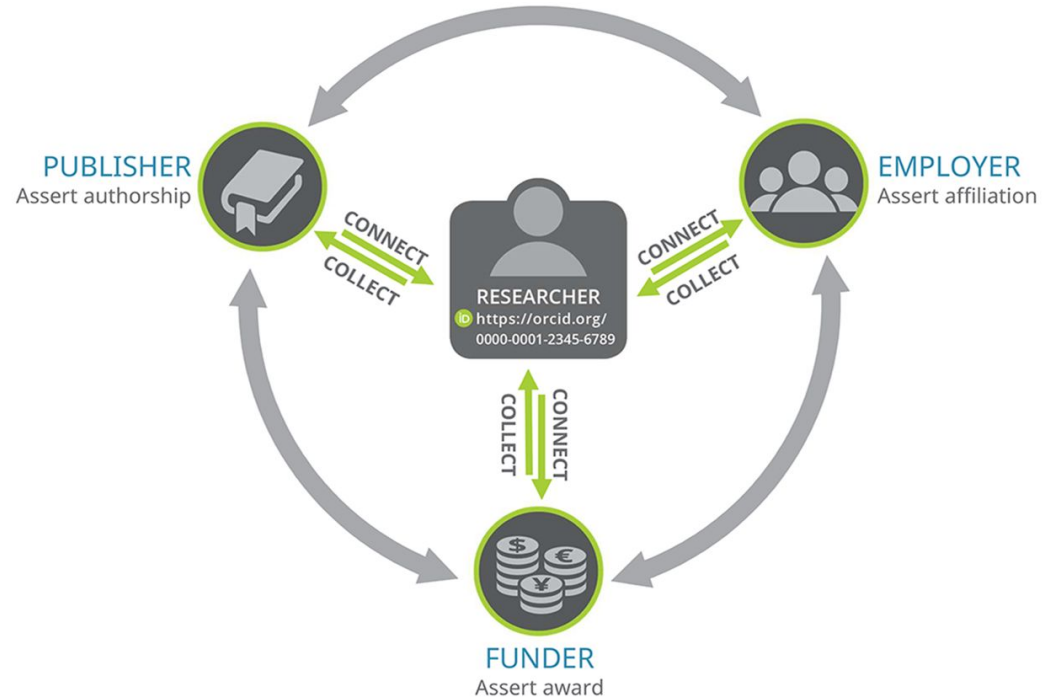 PUBLISHER
Assert authorship
EMPLOYER
Assert affiliation
CONNECT
COLLECT
CONNECT
COLLECT
RESEARCHER
iD https://orcid.org/
0000-0001-2345-6789
COLLECT
CONNECT
$
€
¥
FUNDER
Assert award